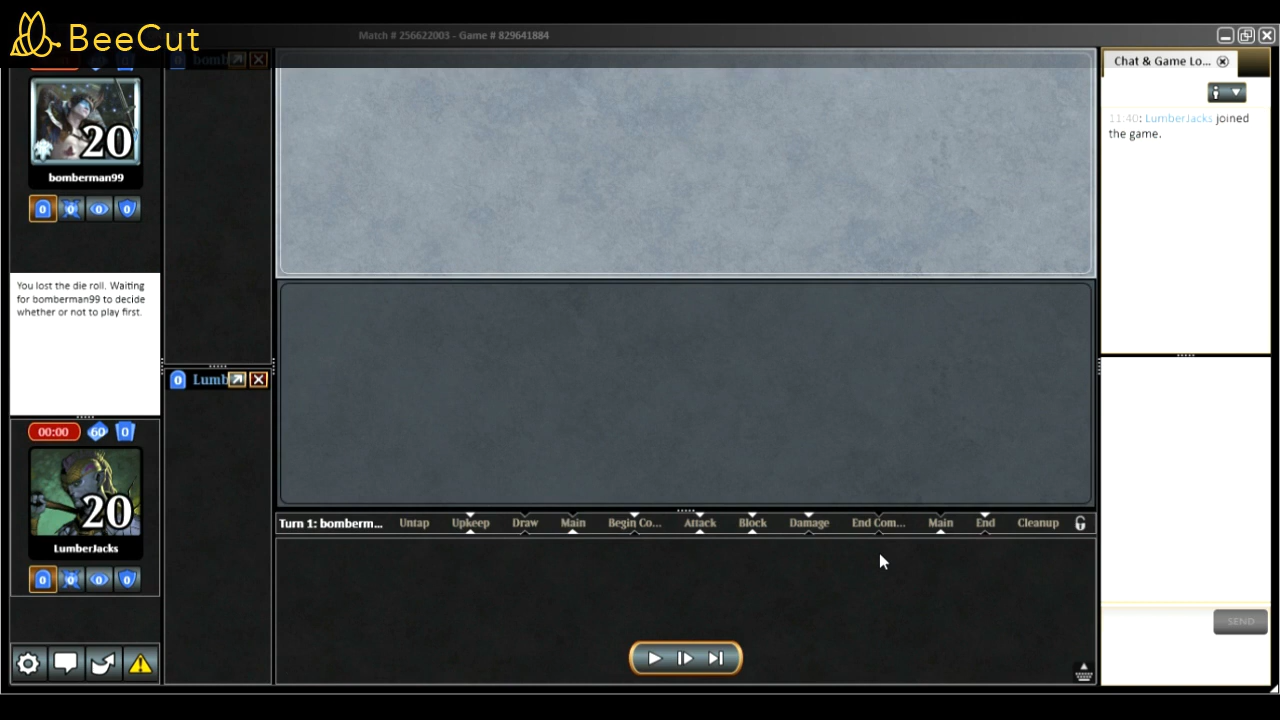 BeeCut
Match # 256622003 - Game # 829641884
20
bomberman99
0
0
0
0
You lost the die roll. Waiting
for bomberman99 to decide
whether or not to play first.
0 Lumb
00:00
60
0
20
LumberJacks
0
0
0
0
0 bomb
Turn 1: bomberm...
Untap
Upkeep
Draw
Main
Begin Co...
Attack
Block
Damage
End Com...
Main
End
Cleanup
Chat & Game Lo...
11:40: LumberJacks joined
the game.
SEND